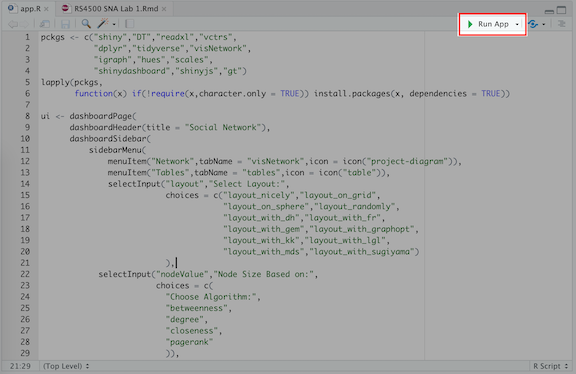 app.R × RS4500 SNA Lab 1.Rmd ×
Run App
1 pckgs <- c("shiny","DT","readxl","vctrs",
2 "dplyr","tidyverse","visNetwork",
3 "igraph","hues","scales",
4 "shinydashboard","shinyjs","gt")
5 lapply(pckgs,
6 function(x) if(!require(x,character.only = TRUE)) install.packages(x, dependencies = TRUE))
7
8 ui <- dashboardPage(
9 dashboardHeader(title = "Social Network"),
10 dashboardSidebar(
11 sidebarMenu(
12 menuItem("Network",tabName = "visNetwork",icon = icon("project-diagram")),
13 menuItem("Tables",tabName = "tables",icon = icon("table")),
14 selectInput("layout","Select Layout:",
15 choices = c("layout_nicely","layout_on_grid",
16 "layout_on_sphere","layout_randomly",
17 "layout_with_dh","layout_with_fr",
18 "layout_with_gem","layout_with_graphopt",
19 "layout_with_kk","layout_with_lgl",
20 "layout_with_mds","layout_with_sugiyama")
21 ),
22 selectInput("nodeValue","Node Size Based on:",
23 choices = c(
24 "Choose Algorithm:",
25 "betweenness",
26 "degree",
27 "closeness",
28 "pagerank"
29 )),
21:29 (Top Level) R Script